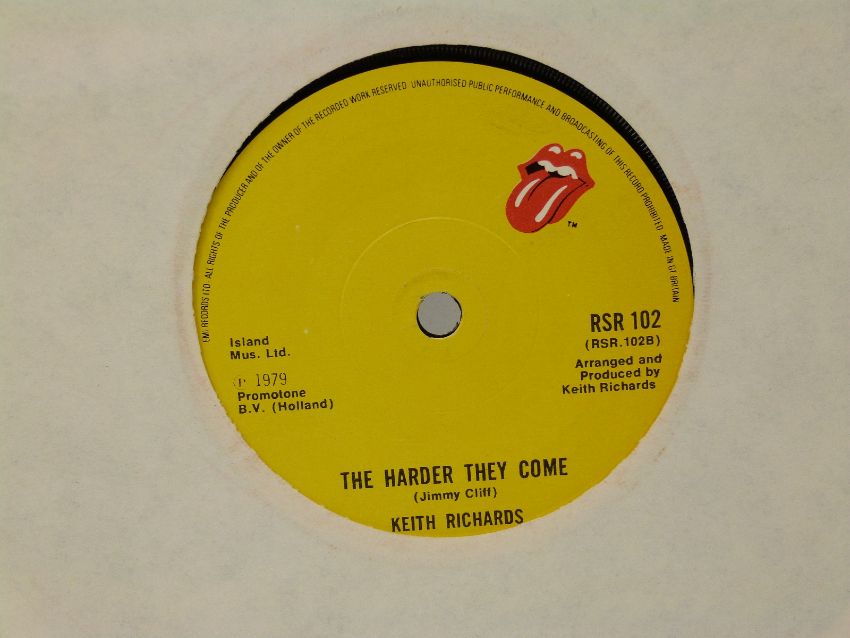 EMI RECORDS LTD ALL RIGHTS OF THE PRODUCER AND OF THE OWNER OF THE RECORDED WORK RESERVED UNAUTHORISED PUBLIC PERFORMANCE AND BROADCASTING OF THIS RECORD PROHIBITED MADE IN GT BRITAIN
TM
RSR 102
(RSR.102B)
Arranged and
Produced by
Keith Richards
Island
Mus. Ltd.
℗ 1979
Promotone
B.V. (Holland)
THE HARDER THEY COME
(Jimmy Cliff)
KEITH RICHARDS